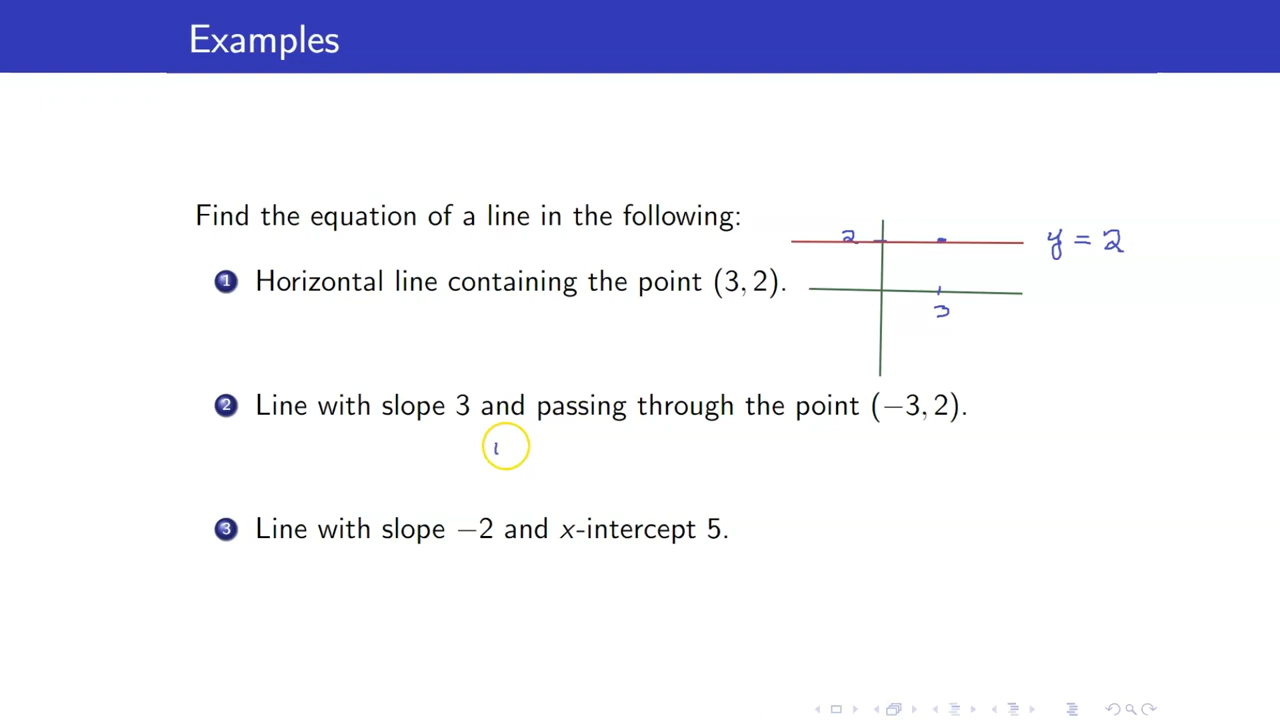 Examples
Find the equation of a line in the following:
2
y = 2
1 Horizontal line containing the point (3, 2).
3
2 Line with slope 3 and passing through the point (−3, 2).
3 Line with slope −2 and x-intercept 5.